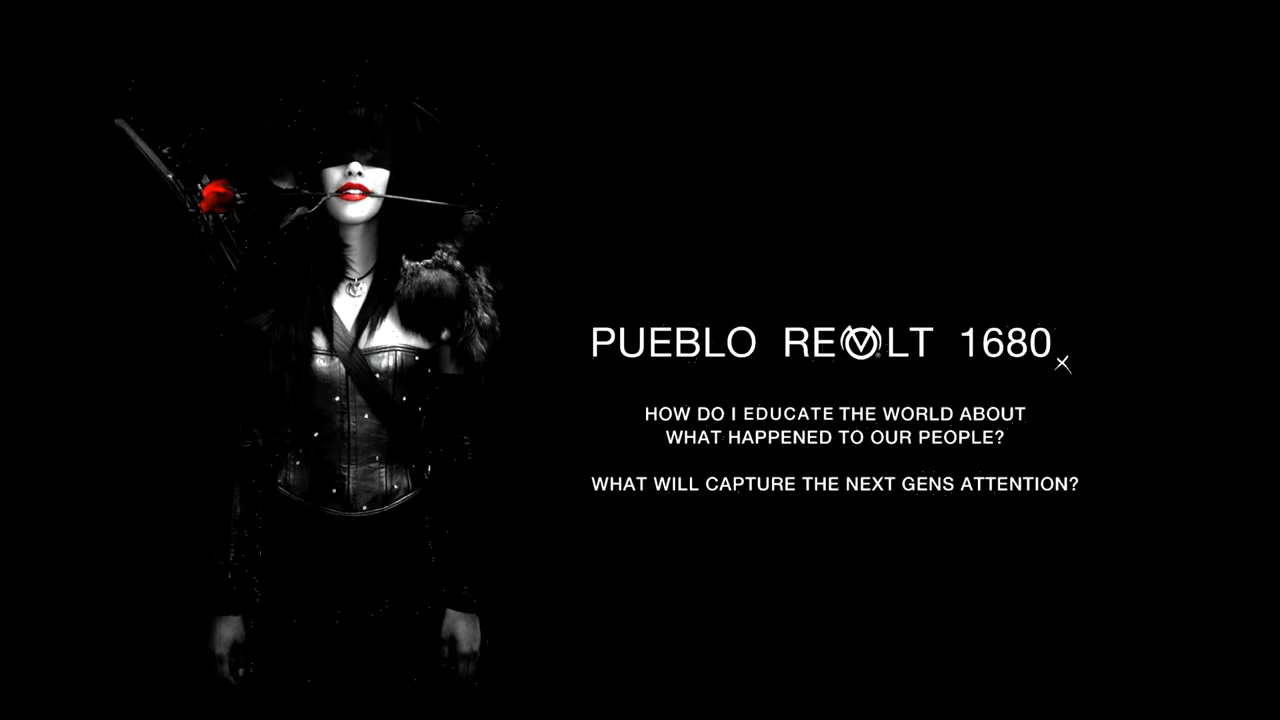 PUEBLO REVOLT 1680
HOW DO I EDUCATE THE WORLD ABOUT
WHAT HAPPENED TO OUR PEOPLE?
WHAT WILL CAPTURE THE NEXT GENS ATTENTION?